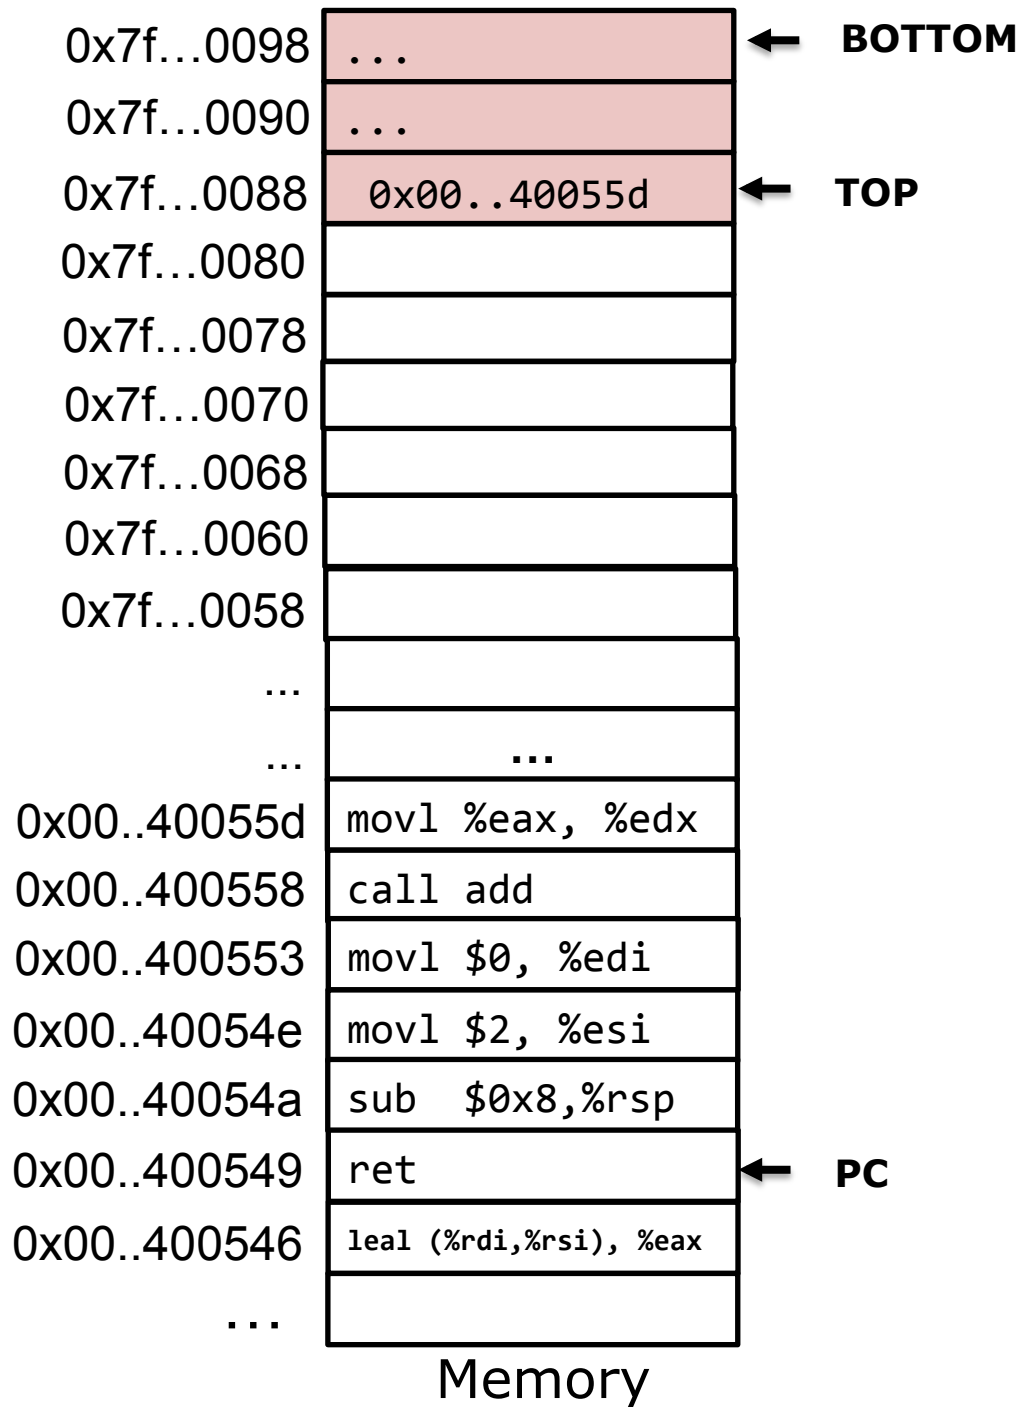 0x7f…0098 ... BOTTOM
0x7f…0090 ...
0x7f…0088 0x00..40055d TOP
0x7f…0080
0x7f…0078
0x7f…0070
0x7f…0068
0x7f…0060
0x7f…0058
...
... ...
0x00..40055d movl %eax, %edx
0x00..400558 call add
0x00..400553 movl $0, %edi
0x00..40054e movl $2, %esi
0x00..40054a sub $0x8,%rsp
0x00..400549 ret PC
0x00..400546 leal (%rdi,%rsi), %eax
...
Memory